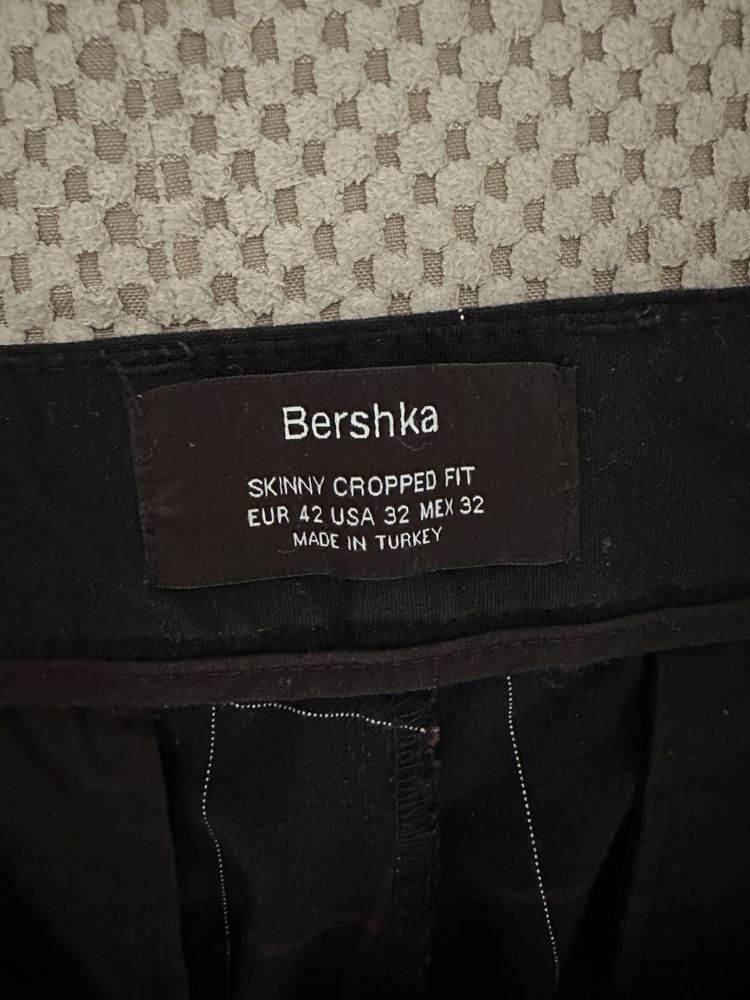 Bershka
SKINNY CROPPED FIT
EUR 42 USA 32 MEX 32
MADE IN TURKEY